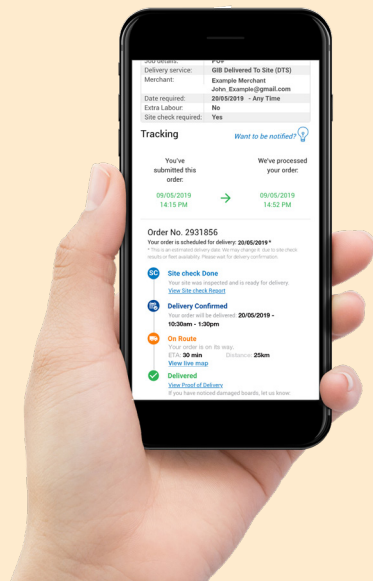 Job details: POP
Delivery service: GIB Delivered To Site (DTS)
Merchant: Example Merchant
John_Example@gmail.com
Date required: 20/05/2019 - Any Time
Extra Labour: No
Site check required: Yes
Tracking
Want to be notified?
You've
submitted this
order:
We've processed
your order:
09/05/2019
14:15 PM
09/05/2019
14:52 PM
Order No. 2931856
Your order is scheduled for delivery: 20/05/2019*
* This is an estimated delivery date. We may change it due to site check
results or fleet availability. Please wait for delivery confirmation
SC
Site check Done
Your site was inspected and is ready for delivery.
View Site check Report
Delivery Confirmed
Your order will be delivered: 20/05/2019 -
10:30am - 1:30pm
On Route
Your order is on its way.
ETA: 30 min Distance: 25km
View live map
Delivered
View Proof of Delivery
If you have noticed damaged boards, let us know